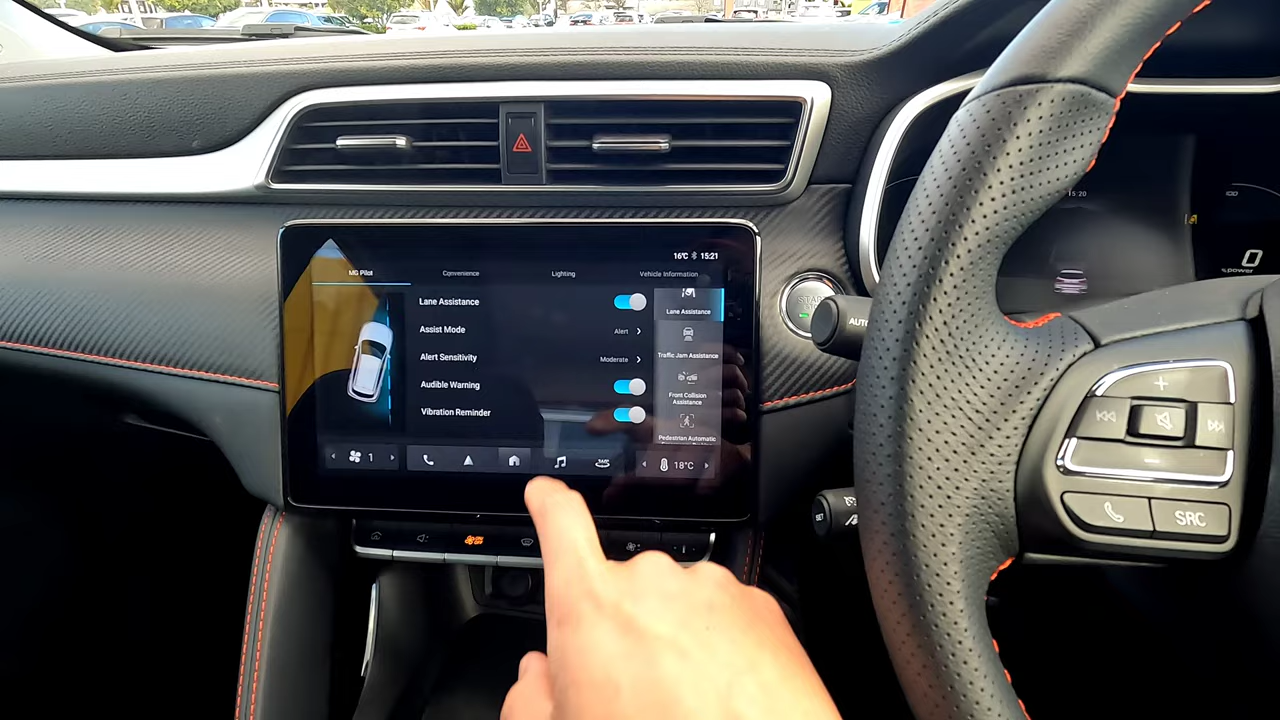 16℃ 15:21
MG Pilot Convenience Lighting Vehicle Information
Lane Assistance
Assist Mode Alert >
Alert Sensitivity Moderate >
Audible Warning
Vibration Reminder
Lane Assistance
Traffic Jam Assistance
Front Collision
Assistance
Pedestrian Automatic
1
18°C
START
AUTO
SET
15:20
0
%power
+
SRC